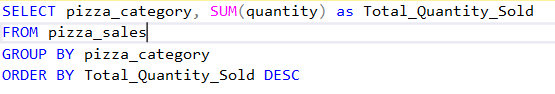 SELECT pizza_category, SUM(quantity) as Total_Quantity_Sold
FROM pizza_sales
GROUP BY pizza_category
ORDER BY Total_Quantity_Sold DESC